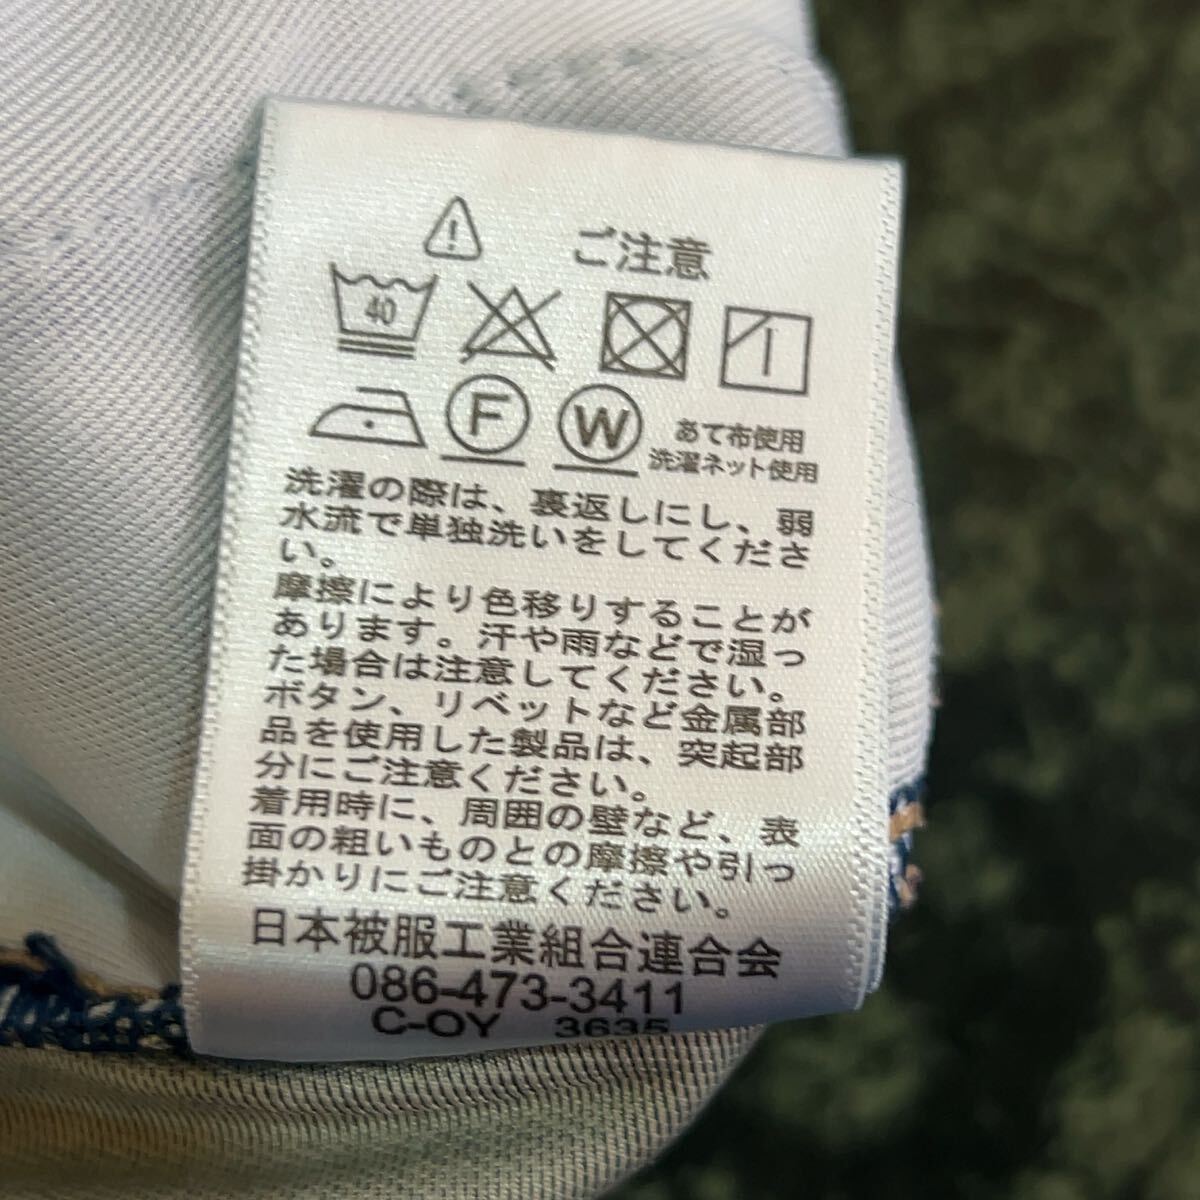 ご注意
40
F W あて布使用
洗濯ネット使用
洗濯の際は、裏返しにし、弱
水流で単独洗いをしてくださ
い。
摩擦により色移りすることが
あります。汗や雨などで湿っ
た場合は注意してください。
ボタン、リベットなど金属部
品を使用した製品は、突起部
分にご注意ください。
着用時に、周囲の壁など、表
面の粗いものとの摩擦や引っ
掛かりにご注意ください。
日本被服工業組合連合会
086-473-3411
C-OY 3635